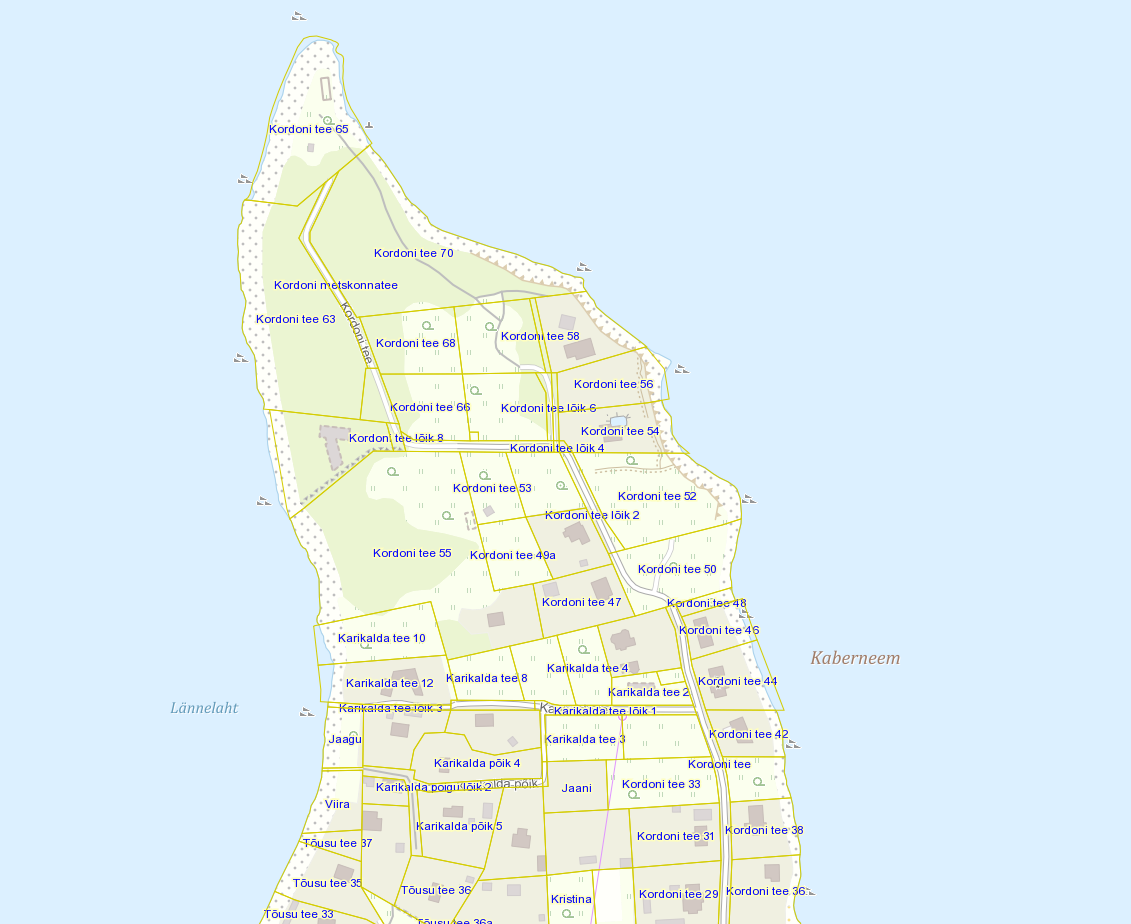 Kordoni tee 65
Kordoni tee 70
Kordoni metskonnatee
Kordoni tee 63
Kordoni tee
Kordoni tee 58
Kordoni tee 68
Kordoni tee 56
Kordoni tee 66
Kordoni tee lõik 6
Kordoni tee 54
Kordoni tee lõik 8
Kordoni tee lõik 4
Kordoni tee 53
Kordoni tee 52
Kordoni tee lõik 2
Kordoni tee 55
Kordoni tee 49a
Kordoni tee 50
Kordoni tee 47
Kordoni tee 48
Kordoni tee 46
Karikalda tee 10
Kaberneem
Karikalda tee 4
Karikalda tee 8
Karikalda tee 12
Kordoni tee 44
Karikalda tee 2
Lännelaht
Karikalda tee lõik 3
Karikalda tee lõik 1
Kordoni tee 42
Jaagu
Karikalda tee 3
Karikalda põik 4
Kordoni tee
Kordoni tee 33
Karikalda põigu lõik 2
Jaani
Viira
Karikalda põik 5
Kordoni tee 38
Kordoni tee 31
Tõusu tee 37
Tõusu tee 35
Tõusu tee 36
Kordoni tee 36
Kordoni tee 29
Kristina
Tõusu tee 33
Tõusu tee 36a